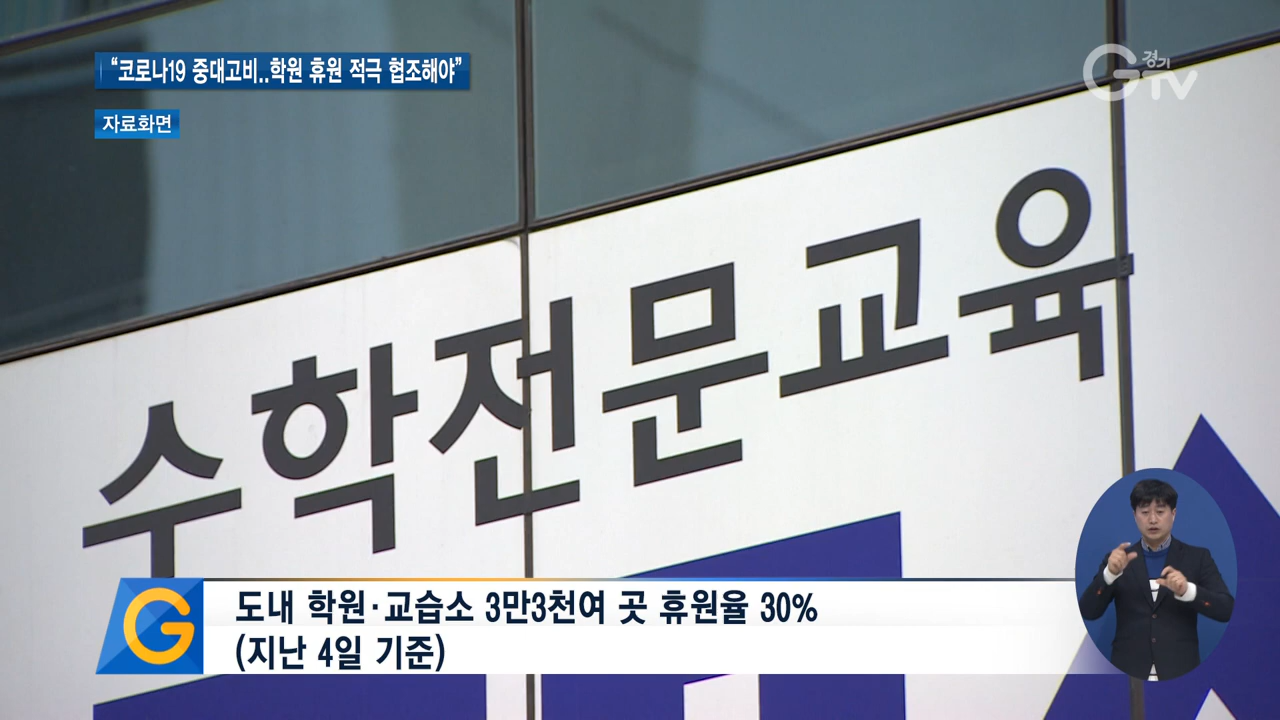 “코로나19 중대고비..학원 휴원 적극 협조해야”
자료화면
경기
GTV
수학전문교육
G
도내 학원·교습소 3만3천여 곳 휴원율 30%
(지난 4일 기준)